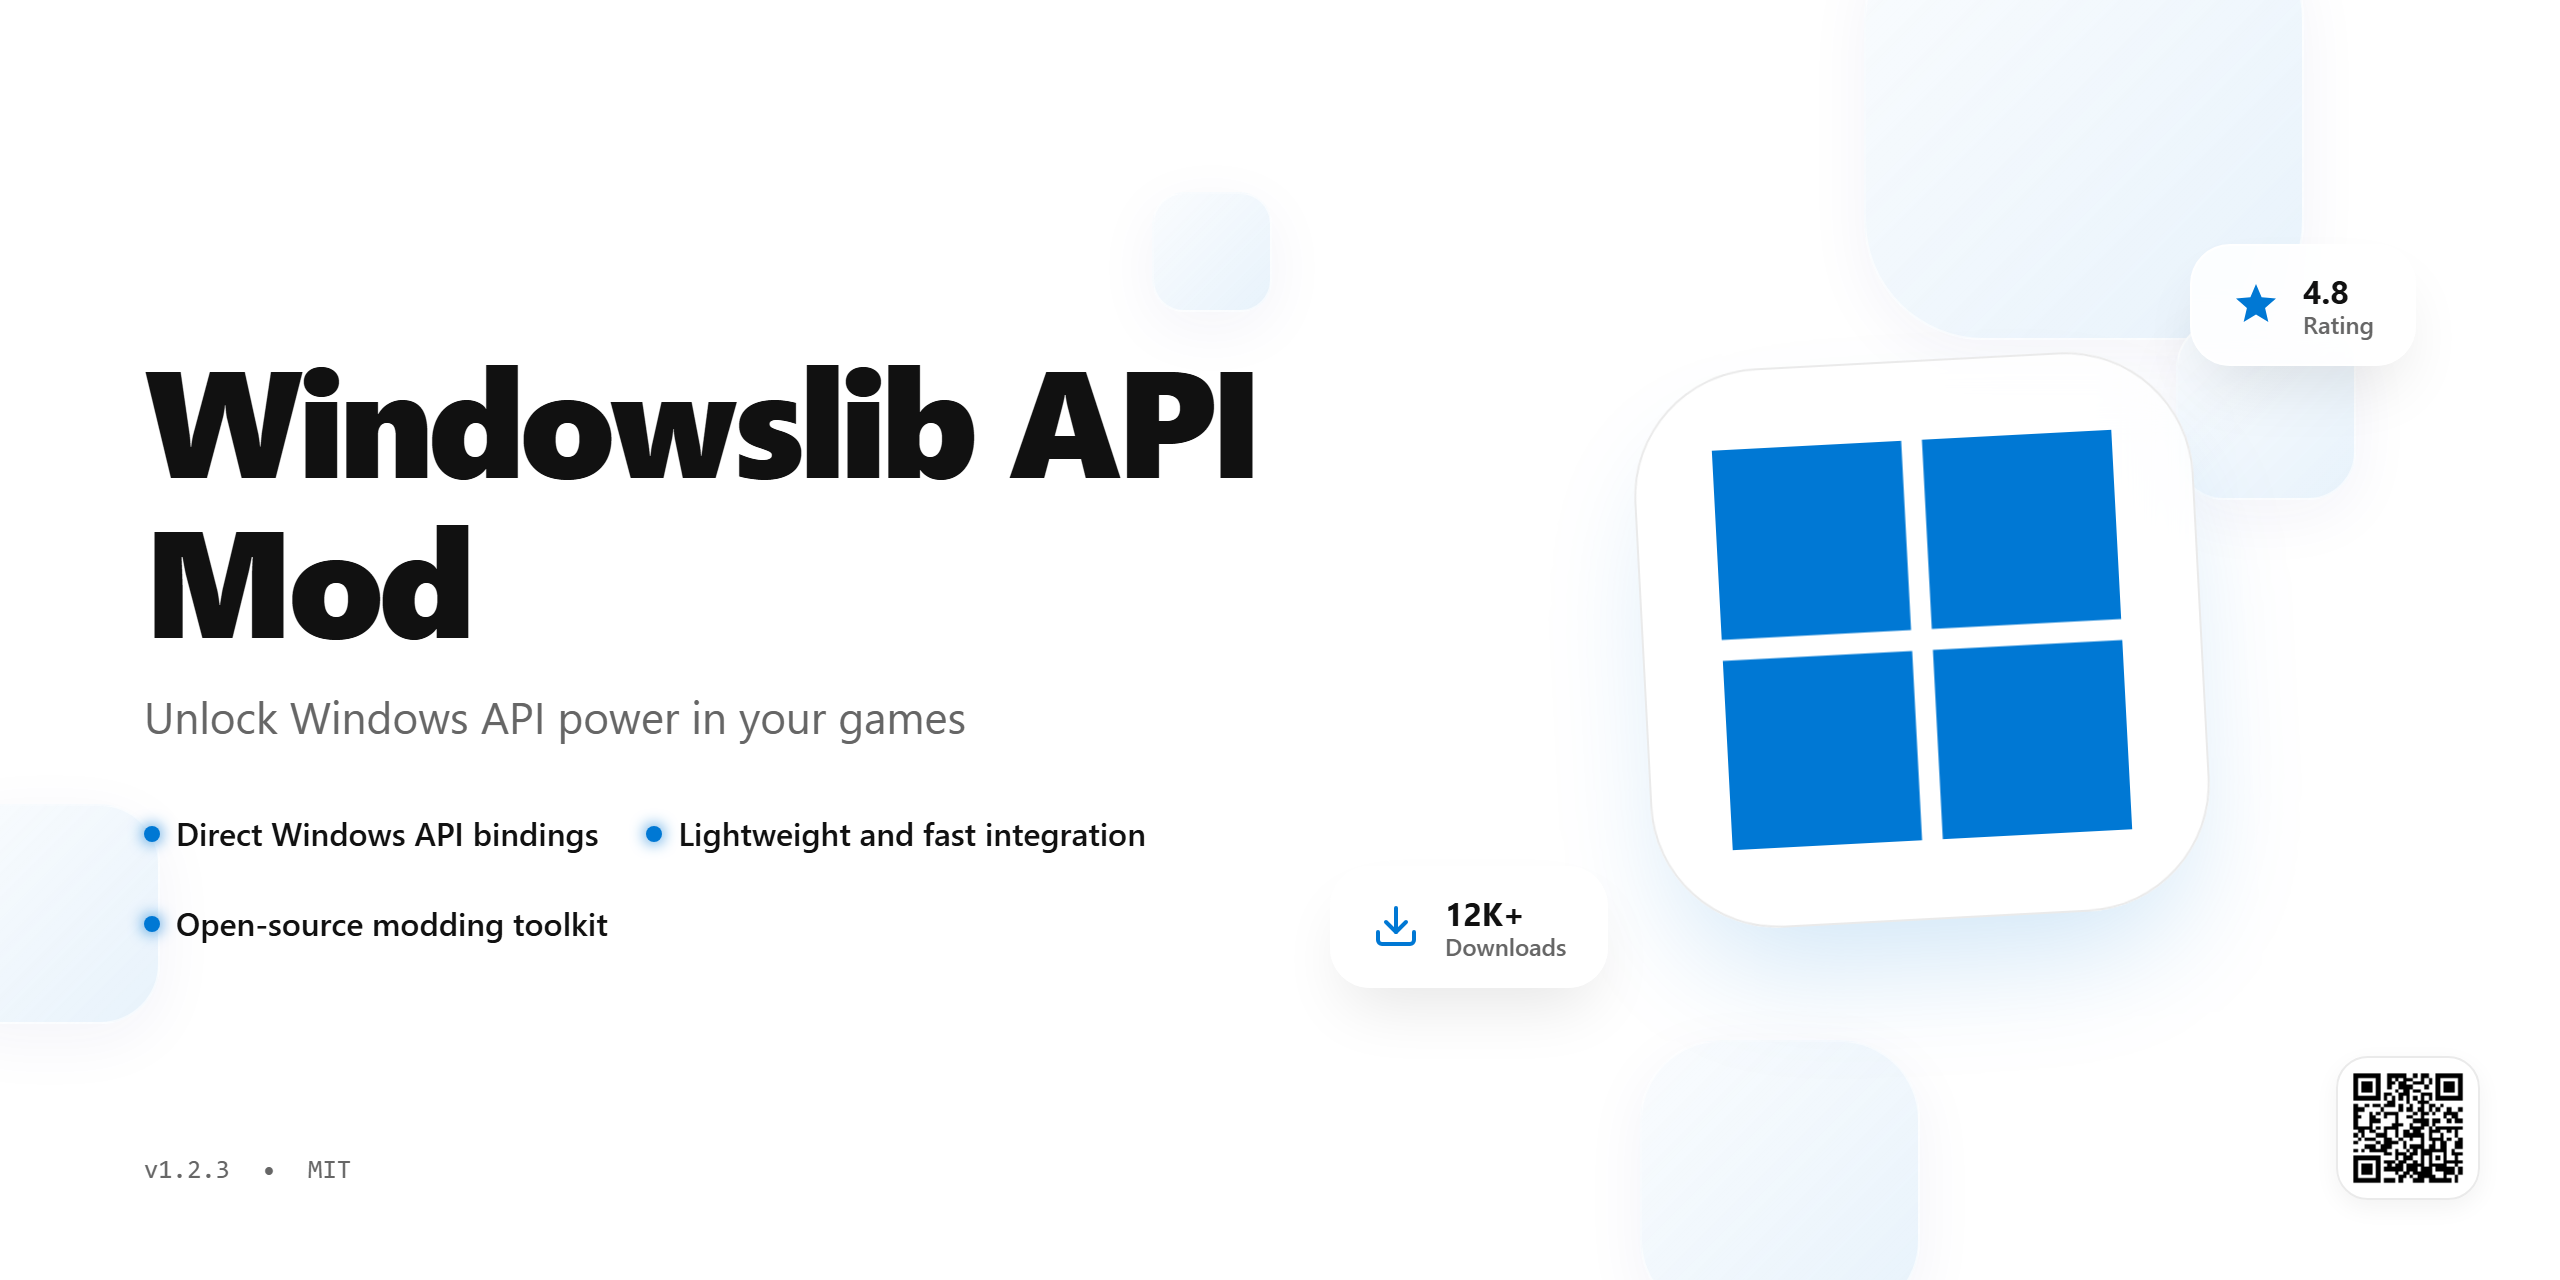 Windowslib API
Mod
Unlock Windows API power in your games
Direct Windows API bindings
Lightweight and fast integration
Open-source modding toolkit
4.8
Rating
12K+
Downloads
v1.2.3 • MIT